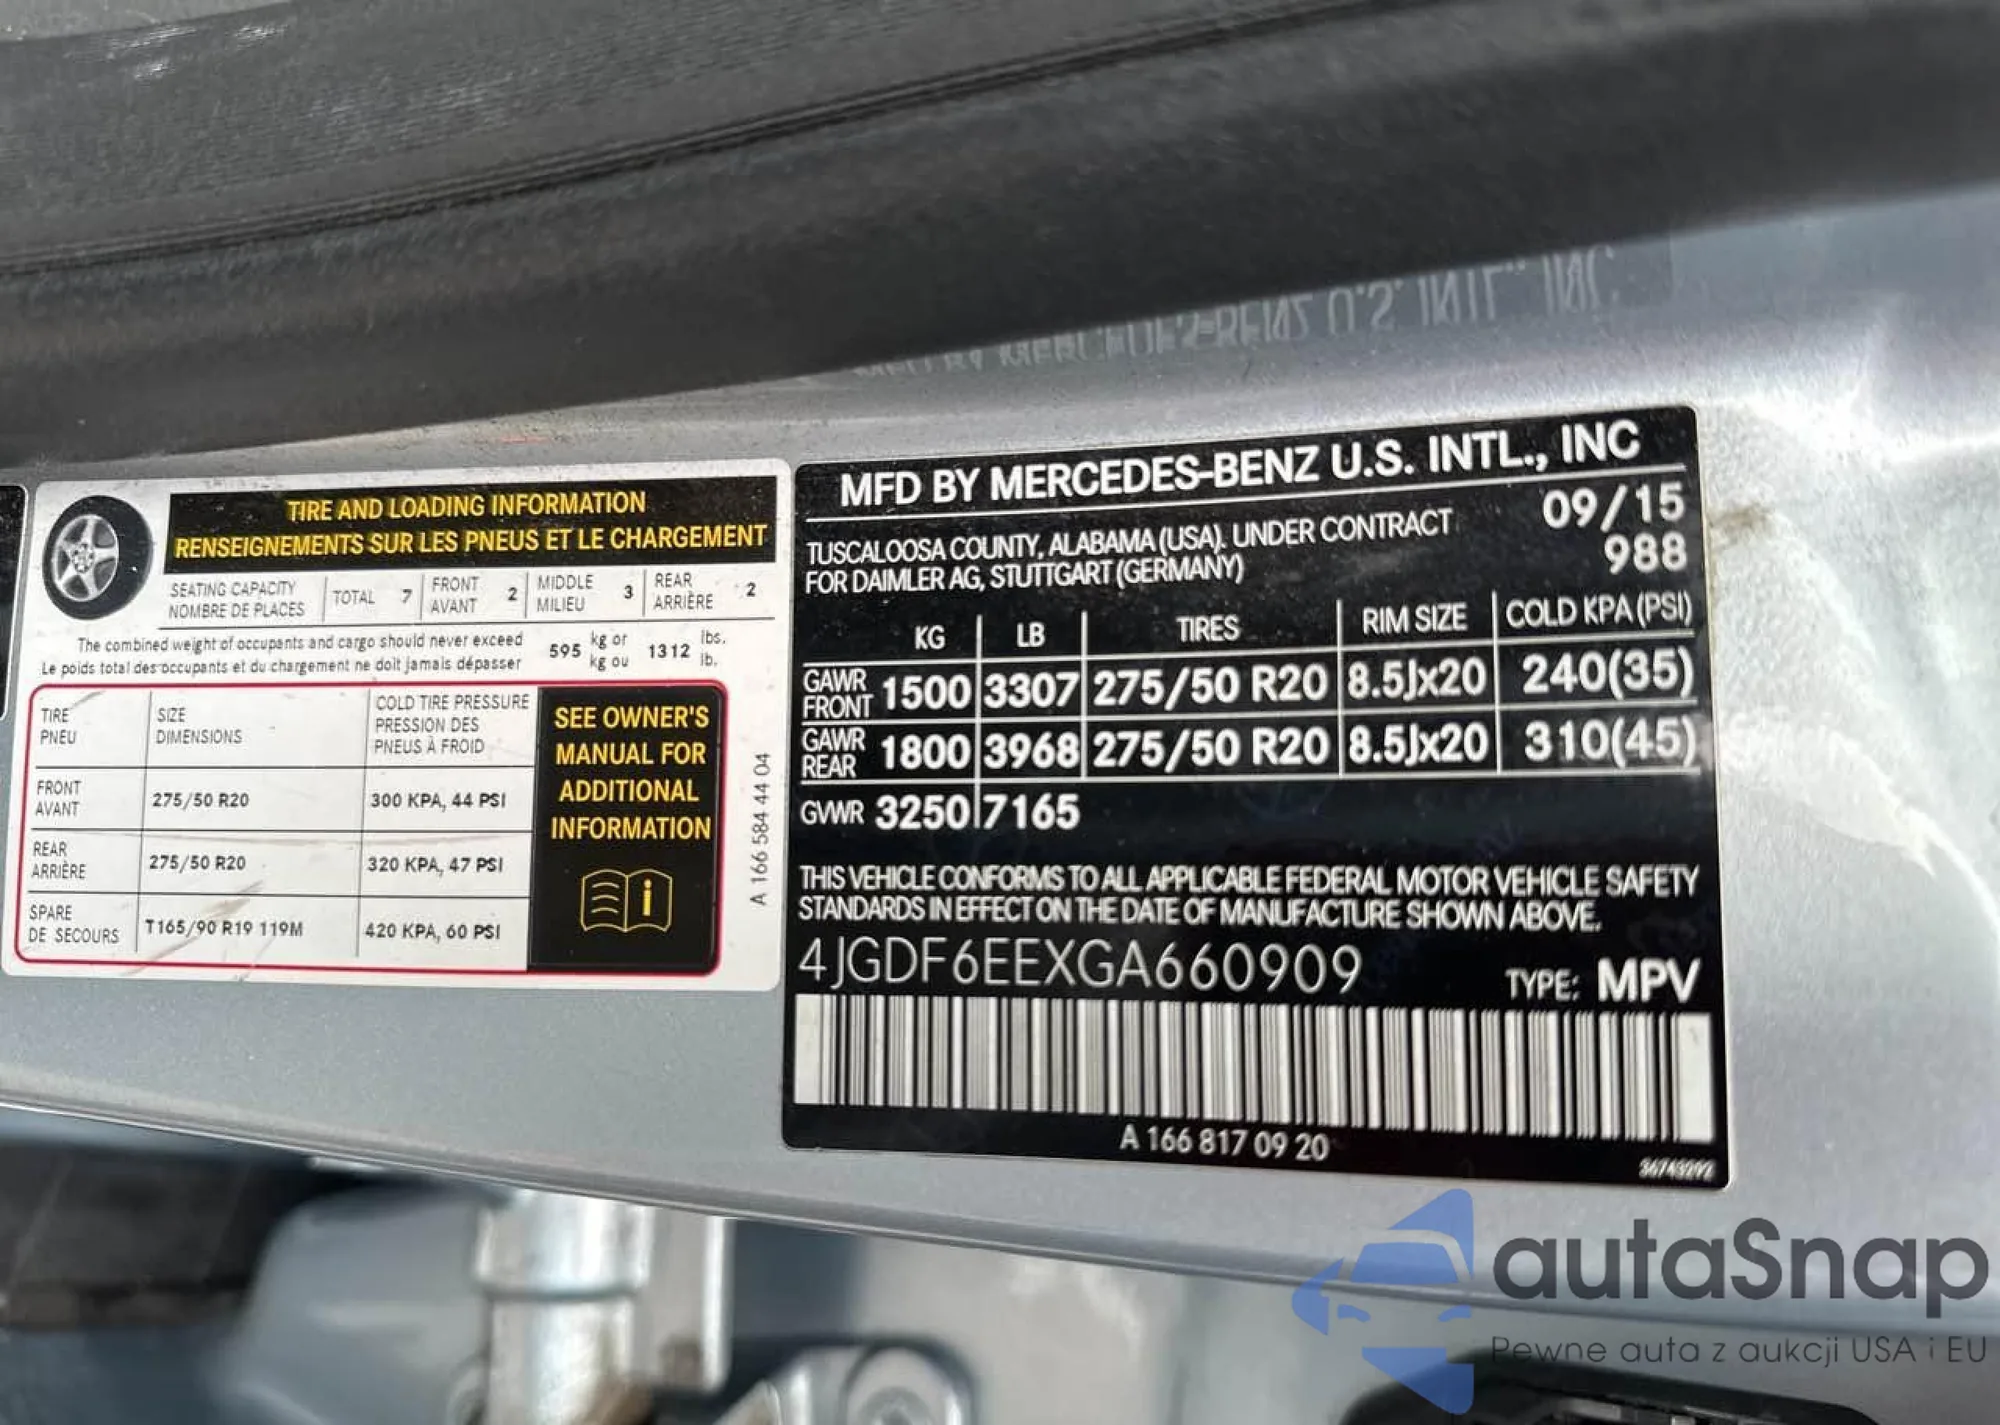 TIRE AND LOADING INFORMATION
RENSEIGNEMENTS SUR LES PNEUS ET LE CHARGEMENT
SEATING CAPACITY
NOMBRE DE PLACES
TOTAL 7
FRONT
AVANT 2
MIDDLE
MILIEU 3
REAR
ARRIÈRE 2
The combined weight of occupants and cargo should never exceed
Le poids total des occupants et du chargement ne doit jamais dépasser
595 kg or
kg ou
1312 lbs.
lb.
TIRE
PNEU
SIZE
DIMENSIONS
COLD TIRE PRESSURE
PRESSION DES
PNEUS À FROID
FRONT
AVANT
275/50 R20
300 KPA, 44 PSI
REAR
ARRIÈRE
275/50 R20
320 KPA, 47 PSI
SPARE
DE SECOURS
T165/90 R19 119M
420 KPA, 60 PSI
SEE OWNER'S
MANUAL FOR
ADDITIONAL
INFORMATION
A 166 584 44 04
MFD BY MERCEDES-BENZ U.S. INTL., INC
TUSCALOOSA COUNTY, ALABAMA (USA). UNDER CONTRACT
FOR DAIMLER AG, STUTTGART (GERMANY)
09/15
988
KG LB TIRES RIM SIZE COLD KPA (PSI)
GAWR
FRONT 1500 3307 275/50 R20 8.5Jx20 240(35)
GAWR
REAR 1800 3968 275/50 R20 8.5Jx20 310(45)
GVWR 3250 7165
THIS VEHICLE CONFORMS TO ALL APPLICABLE FEDERAL MOTOR VEHICLE SAFETY
STANDARDS IN EFFECT ON THE DATE OF MANUFACTURE SHOWN ABOVE.
4JGDF6EEXGA660909 TYPE: MPV
A 166 817 09 20
autaSnap
Pewne auta z aukcji USA i EU